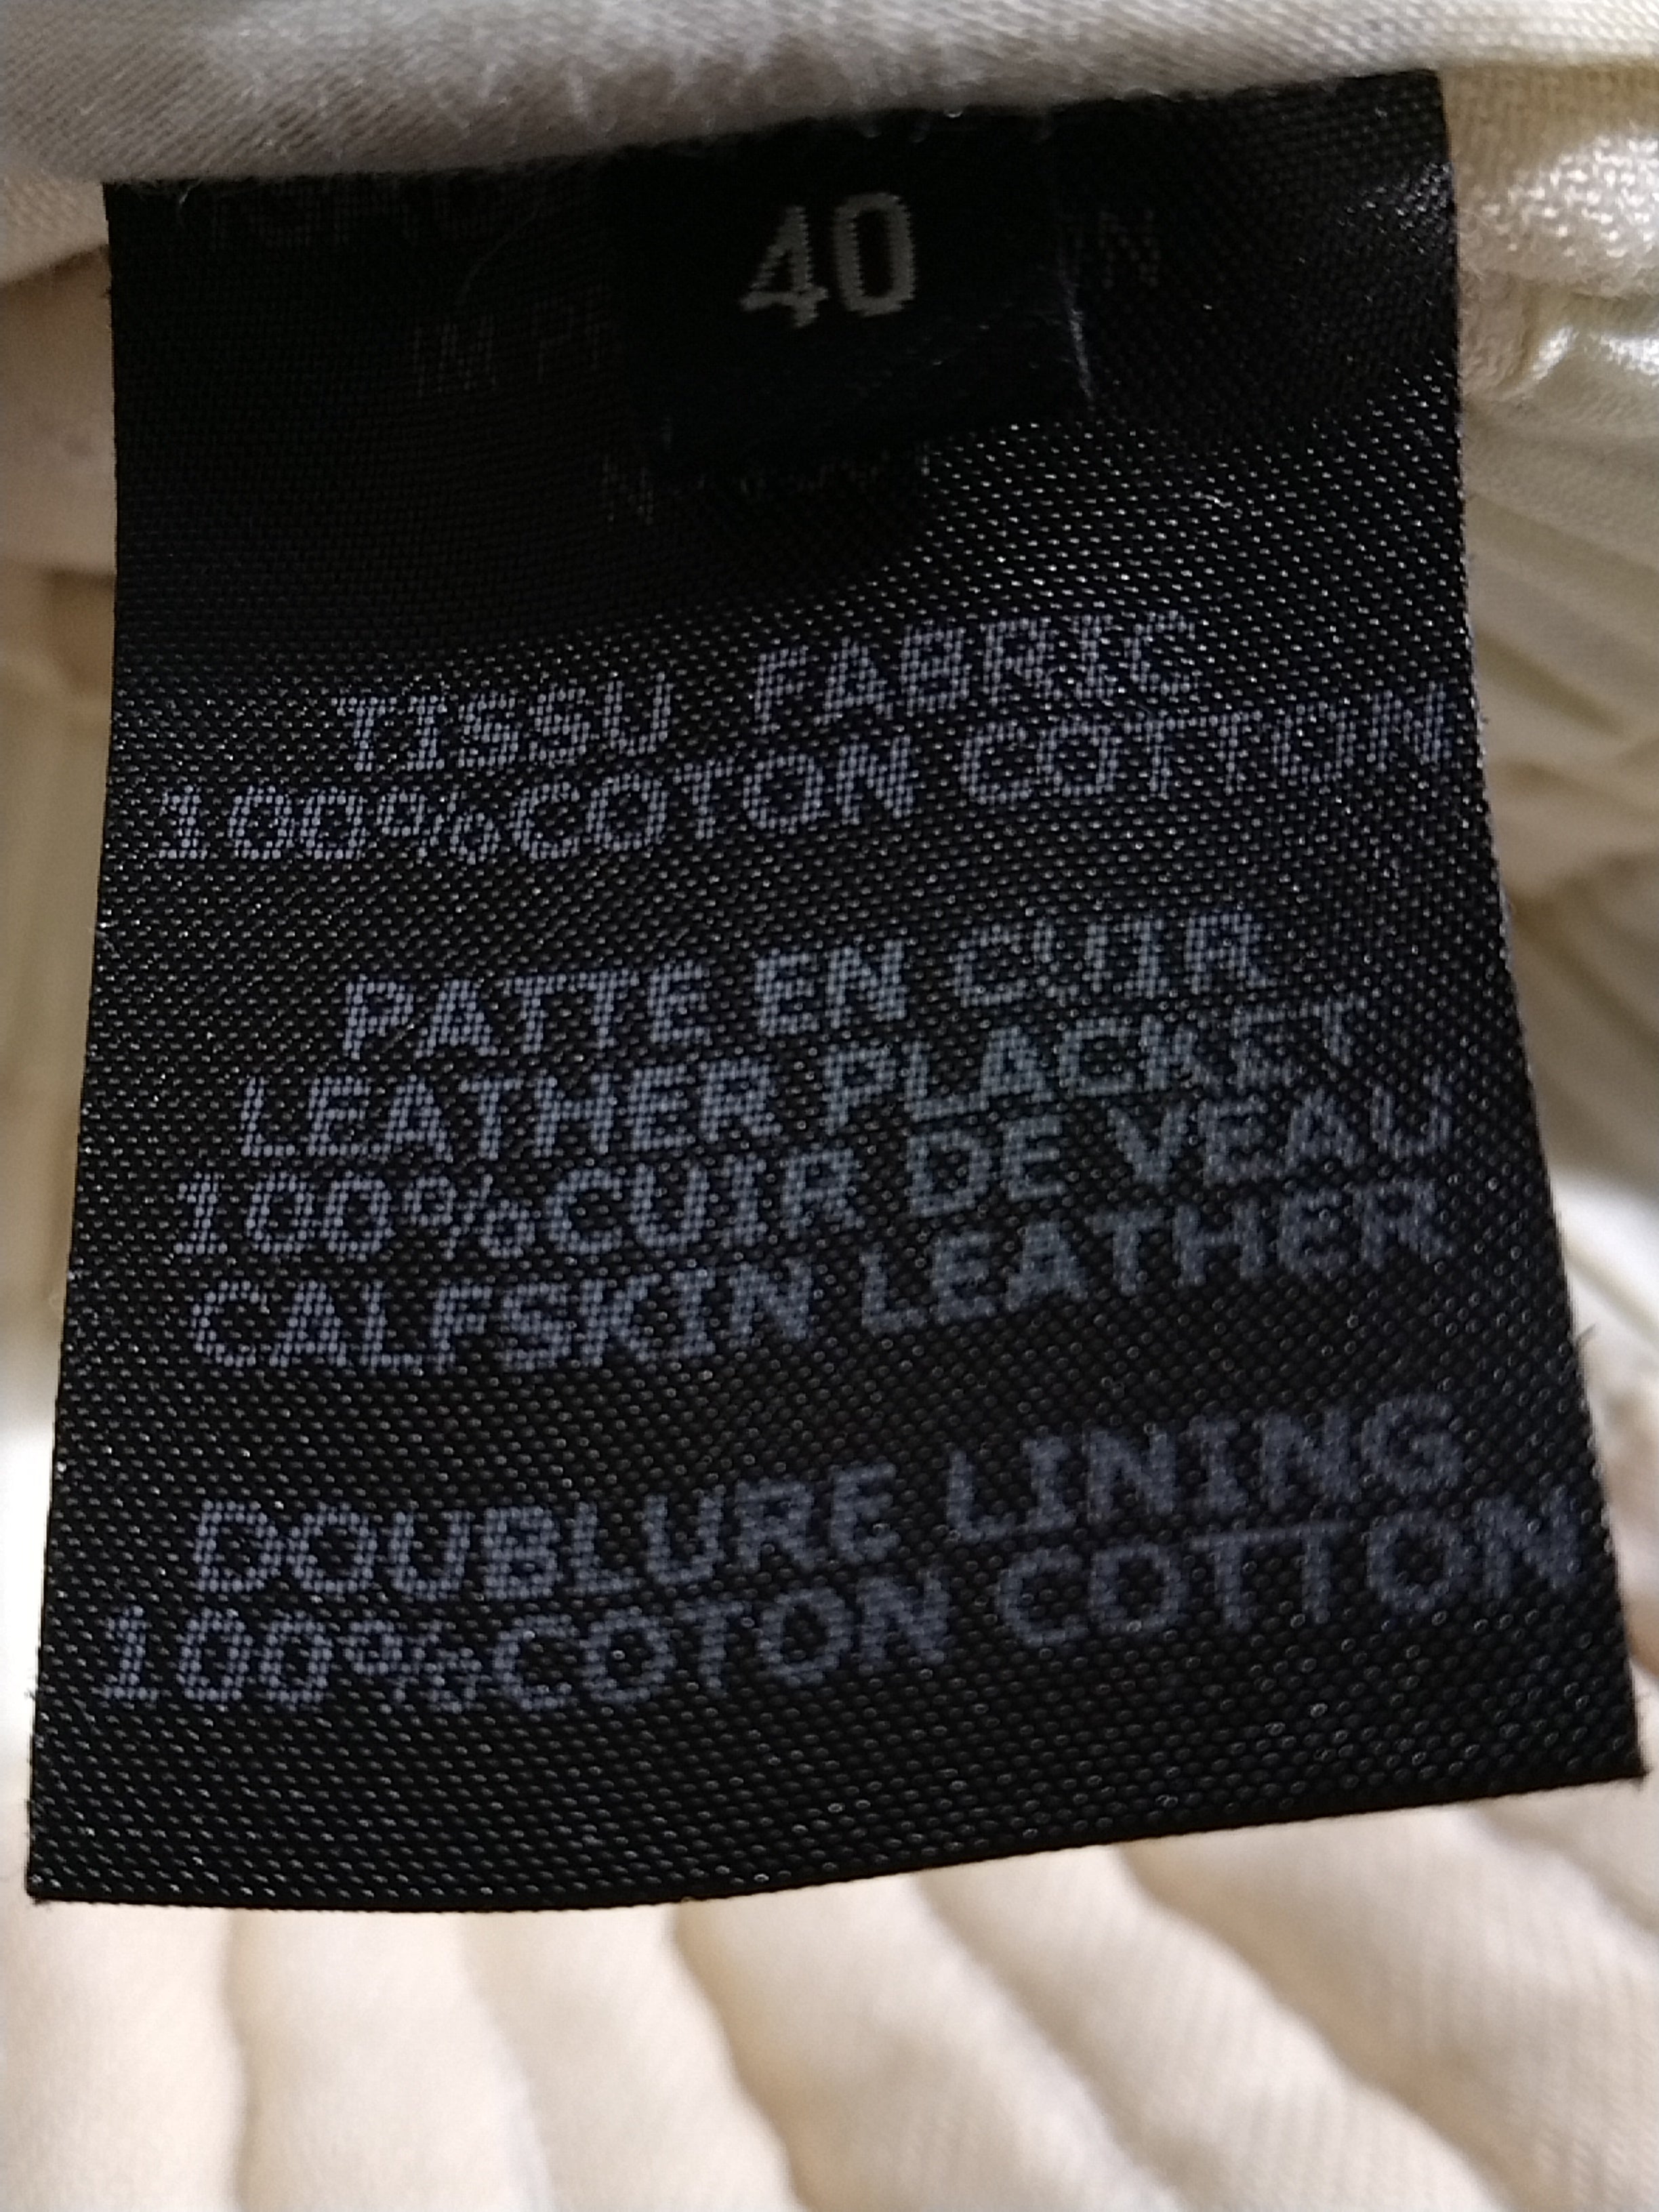 40
TISSU FABRIC
100%COTON COTTON
PATTE EN CUIR
LEATHER PLACKET
100%CUIR DE VEAU
CALFSKIN LEATHER
DOUBLURE LINING
100%COTON COTTON